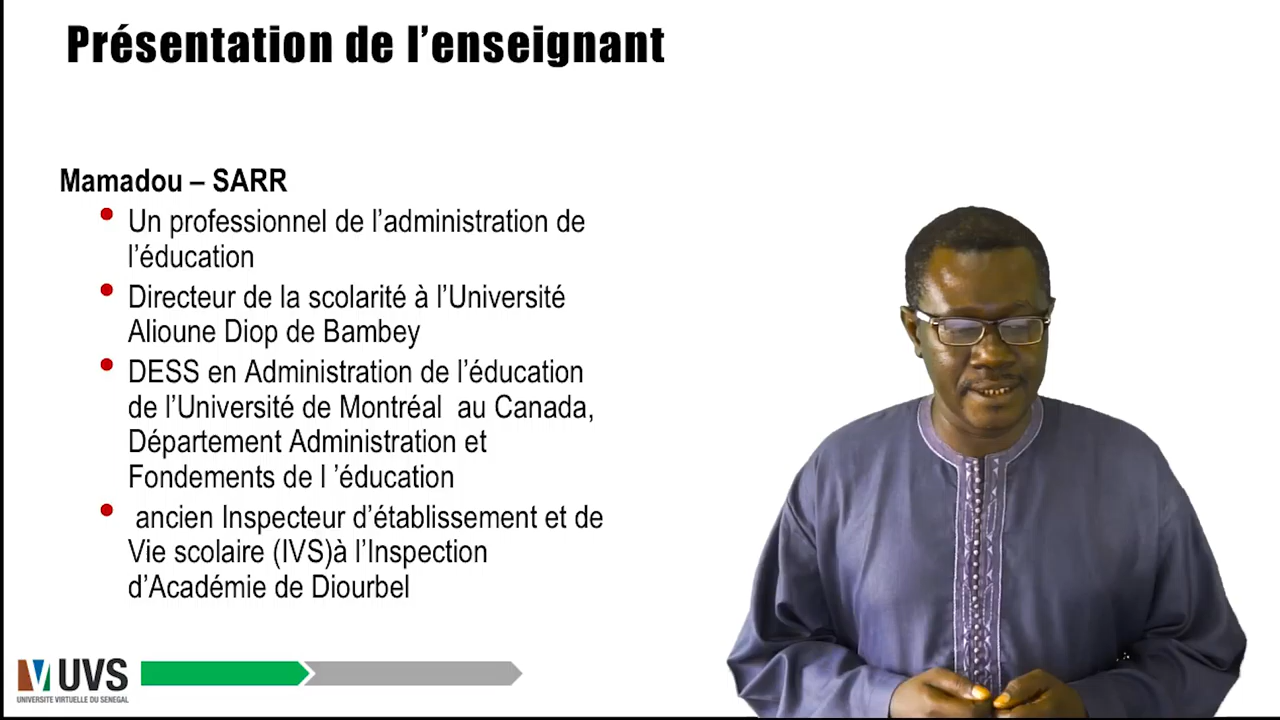 Présentation de l’enseignant
Mamadou – SARR
Un professionnel de l’administration de
l’éducation
Directeur de la scolarité à l’Université
Alioune Diop de Bambey
DESS en Administration de l’éducation
de l’Université de Montréal au Canada,
Département Administration et
Fondements de l ’éducation
ancien Inspecteur d’établissement et de
Vie scolaire (IVS)à l’Inspection
d’Académie de Diourbel
UVS
UNIVERSITE VIRTUELLE DU SENEGAL